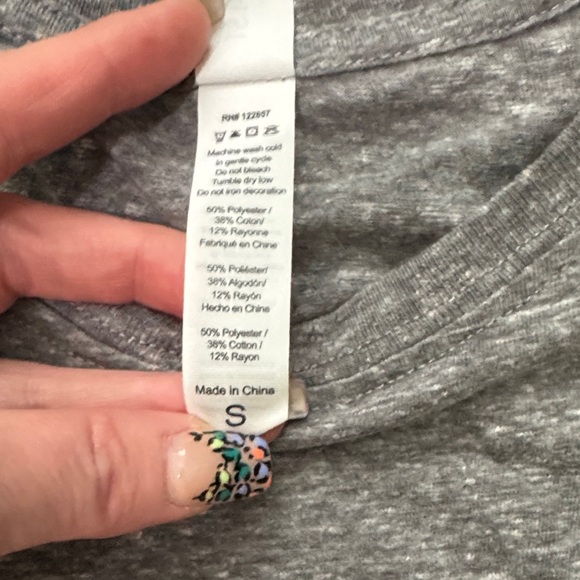 RN# 122607
Machine wash cold
in gentle cycle
Do not bleach
Tumble dry low
Do not iron decoration
50% Polyester /
38% Coton/
12% Rayonne
Fabriqué en Chine
50% Poliéster/
38% Algodón/
12% Rayón
Hecho en China
50% Polyester /
38% Cotton /
12% Rayon
Made in China
S